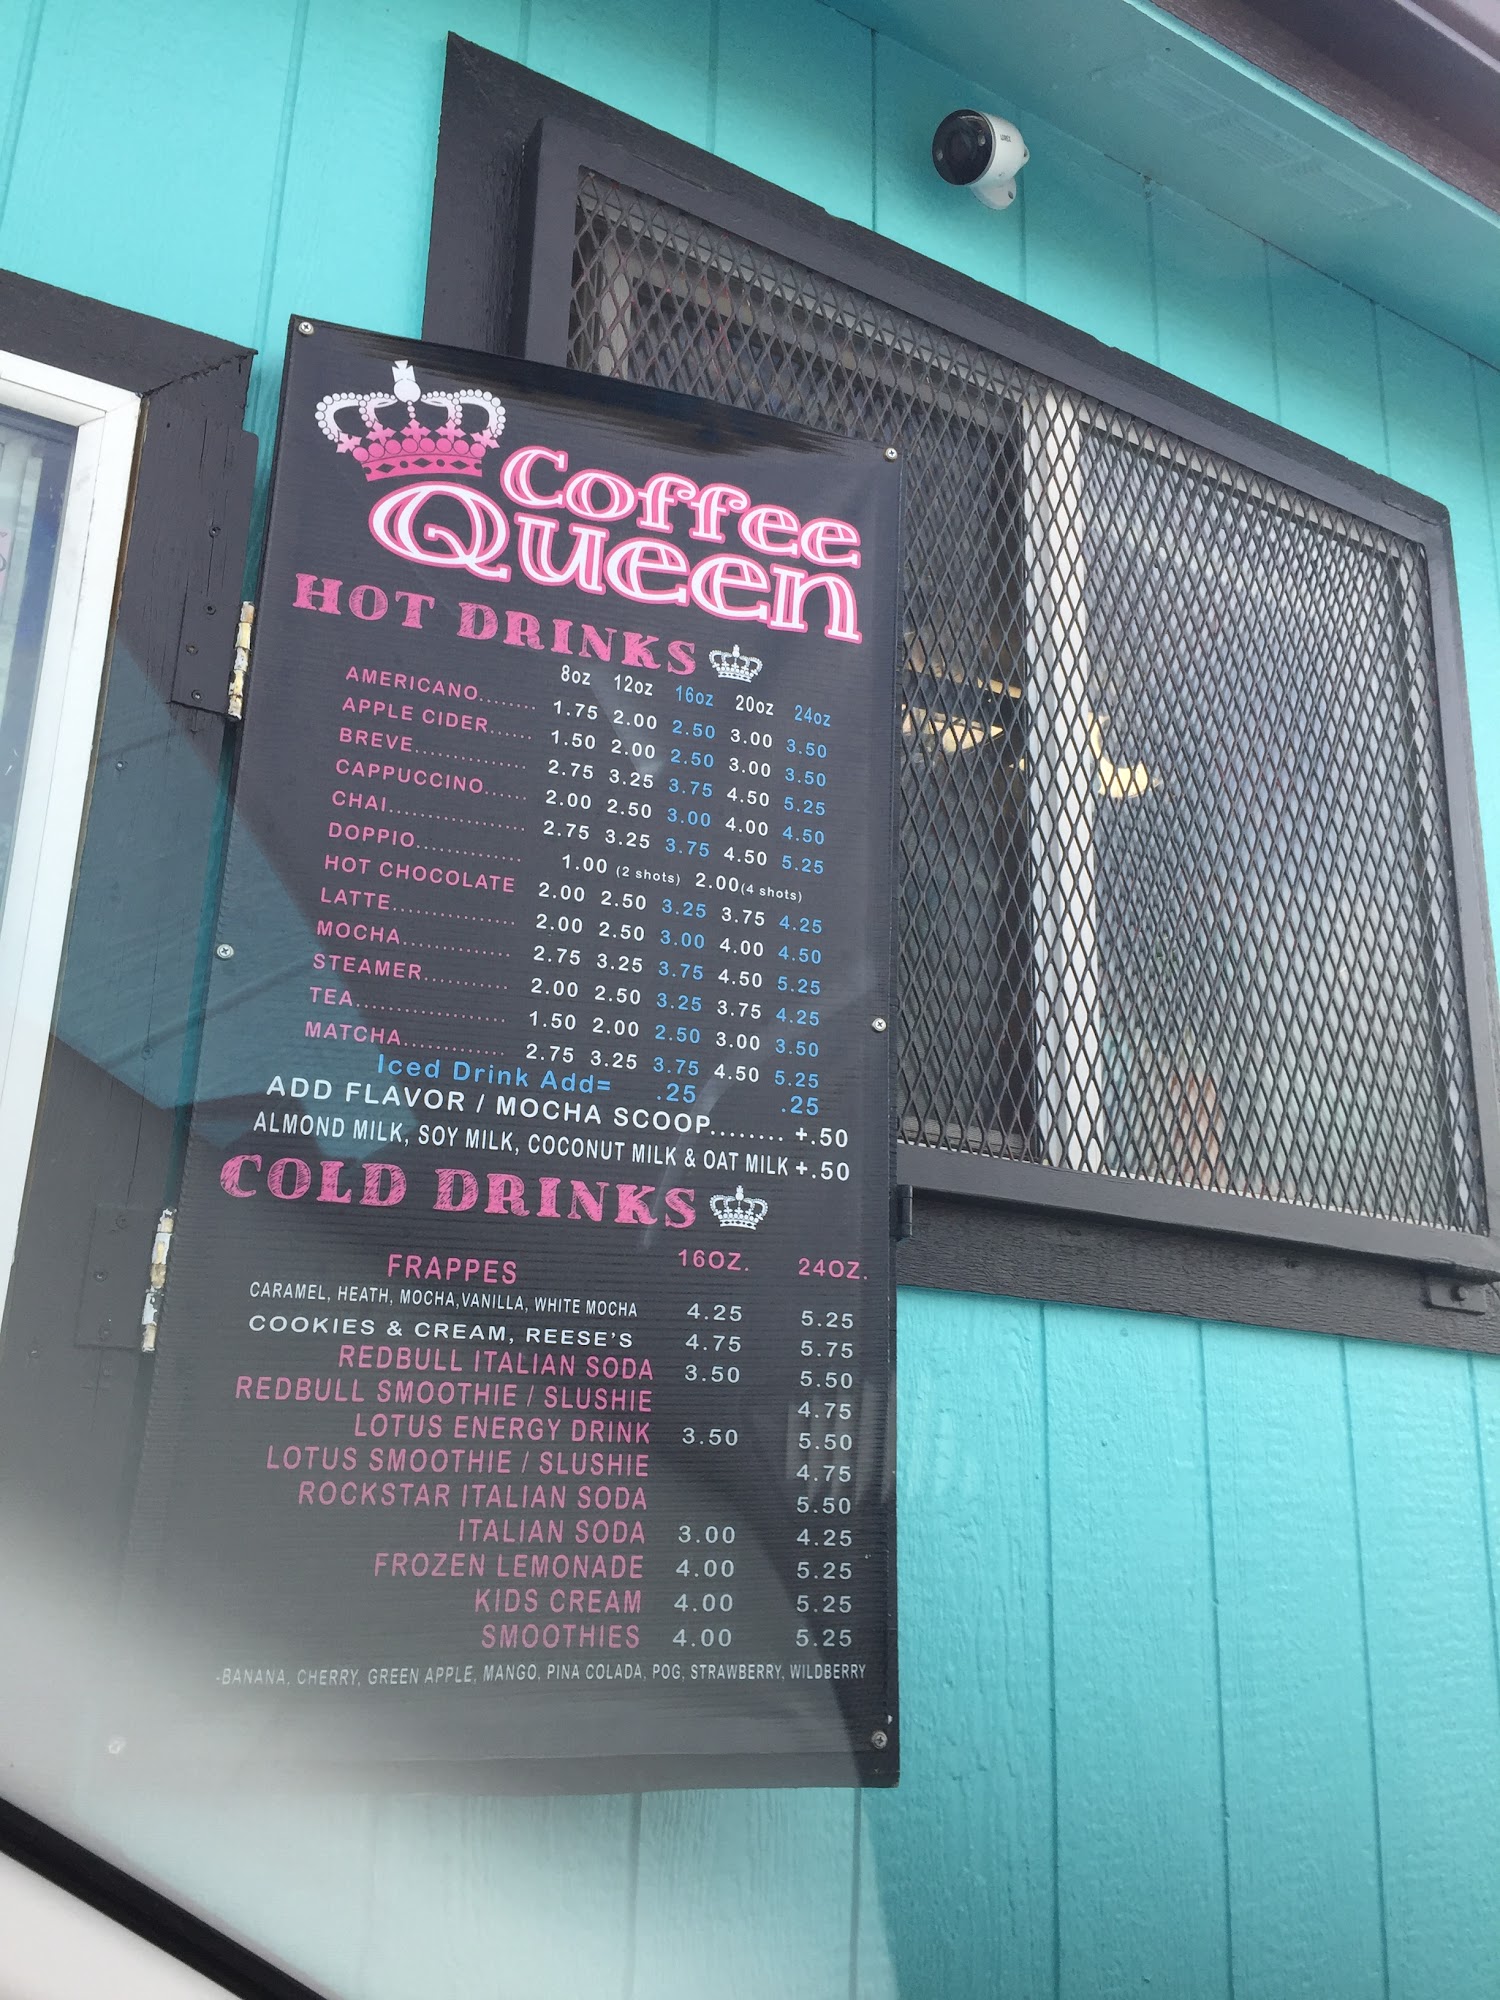 Coffee
Queen
HOT DRINKS
8oz 12oz 16oz 20oz 24oz
AMERICANO........ 1.75 2.00 2.50 3.00 3.50
APPLE CIDER...... 1.50 2.00 2.50 3.00 3.50
BREVE.............. 2.75 3.25 3.75 4.50 5.25
CAPPUCCINO...... 2.00 2.50 3.00 4.00 4.50
CHAI.................. 2.75 3.25 3.75 4.50 5.25
DOPPIO.............. 1.00 (2 shots) 2.00(4 shots)
HOT CHOCOLATE 2.00 2.50 3.25 3.75 4.25
LATTE................ 2.00 2.50 3.00 4.00 4.50
MOCHA.............. 2.75 3.25 3.75 4.50 5.25
STEAMER........... 2.00 2.50 3.25 3.75 4.25
TEA.................... 1.50 2.00 2.50 3.00 3.50
MATCHA............. 2.75 3.25 3.75 4.50 5.25
Iced Drink Add= .25 .25
ADD FLAVOR / MOCHA SCOOP........ +.50
ALMOND MILK, SOY MILK, COCONUT MILK & OAT MILK +.50
COLD DRINKS
FRAPPES 16OZ. 24OZ.
CARAMEL, HEATH, MOCHA,VANILLA, WHITE MOCHA 4.25 5.25
COOKIES & CREAM, REESE'S 4.75 5.75
REDBULL ITALIAN SODA 3.50 5.50
REDBULL SMOOTHIE / SLUSHIE 4.75
LOTUS ENERGY DRINK 3.50 5.50
LOTUS SMOOTHIE / SLUSHIE 4.75
ROCKSTAR ITALIAN SODA 5.50
ITALIAN SODA 3.00 4.25
FROZEN LEMONADE 4.00 5.25
KIDS CREAM 4.00 5.25
SMOOTHIES 4.00 5.25
-BANANA, CHERRY, GREEN APPLE, MANGO, PINA COLADA, POG, STRAWBERRY, WILDBERRY